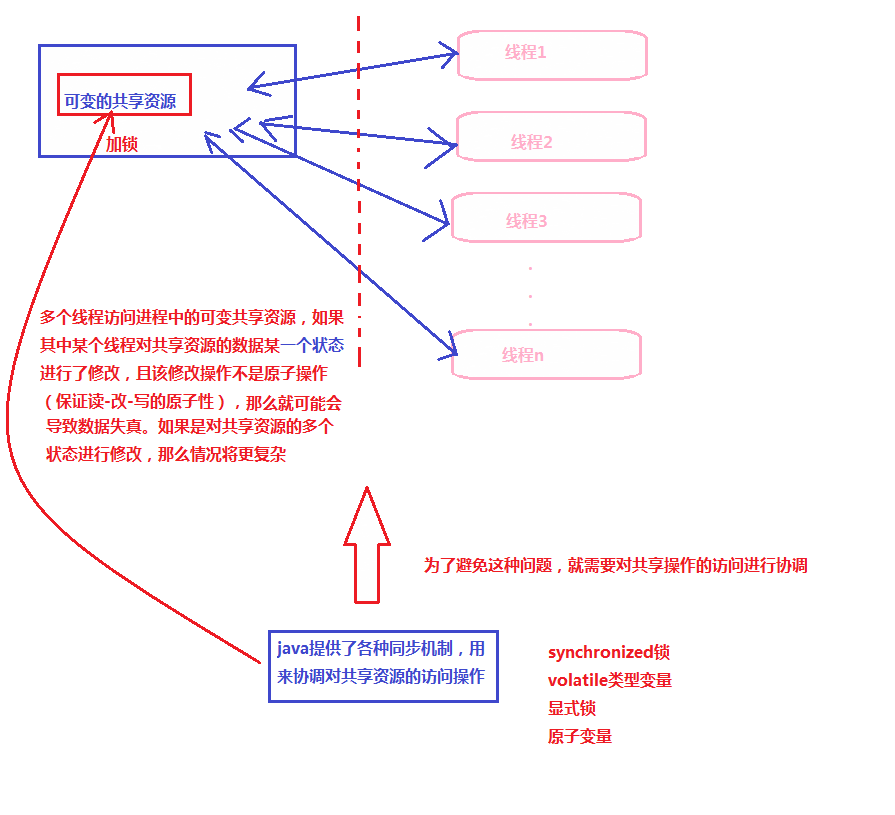 可变的共享资源
加锁
线程1
线程2
线程3
线程n
多个线程访问进程中的可变共享资源，如果
其中某个线程对共享资源的数据某一个状态
进行了修改，且该修改操作不是原子操作
（保证读-改-写的原子性），那么就可能会
导致数据失真。如果是对共享资源的多个
状态进行修改，那么情况将更复杂
为了避免这种问题，就需要对共享操作的访问进行协调
java提供了各种同步机制，用
来协调对共享资源的访问操作
synchronized锁
volatile类型变量
显式锁
原子变量